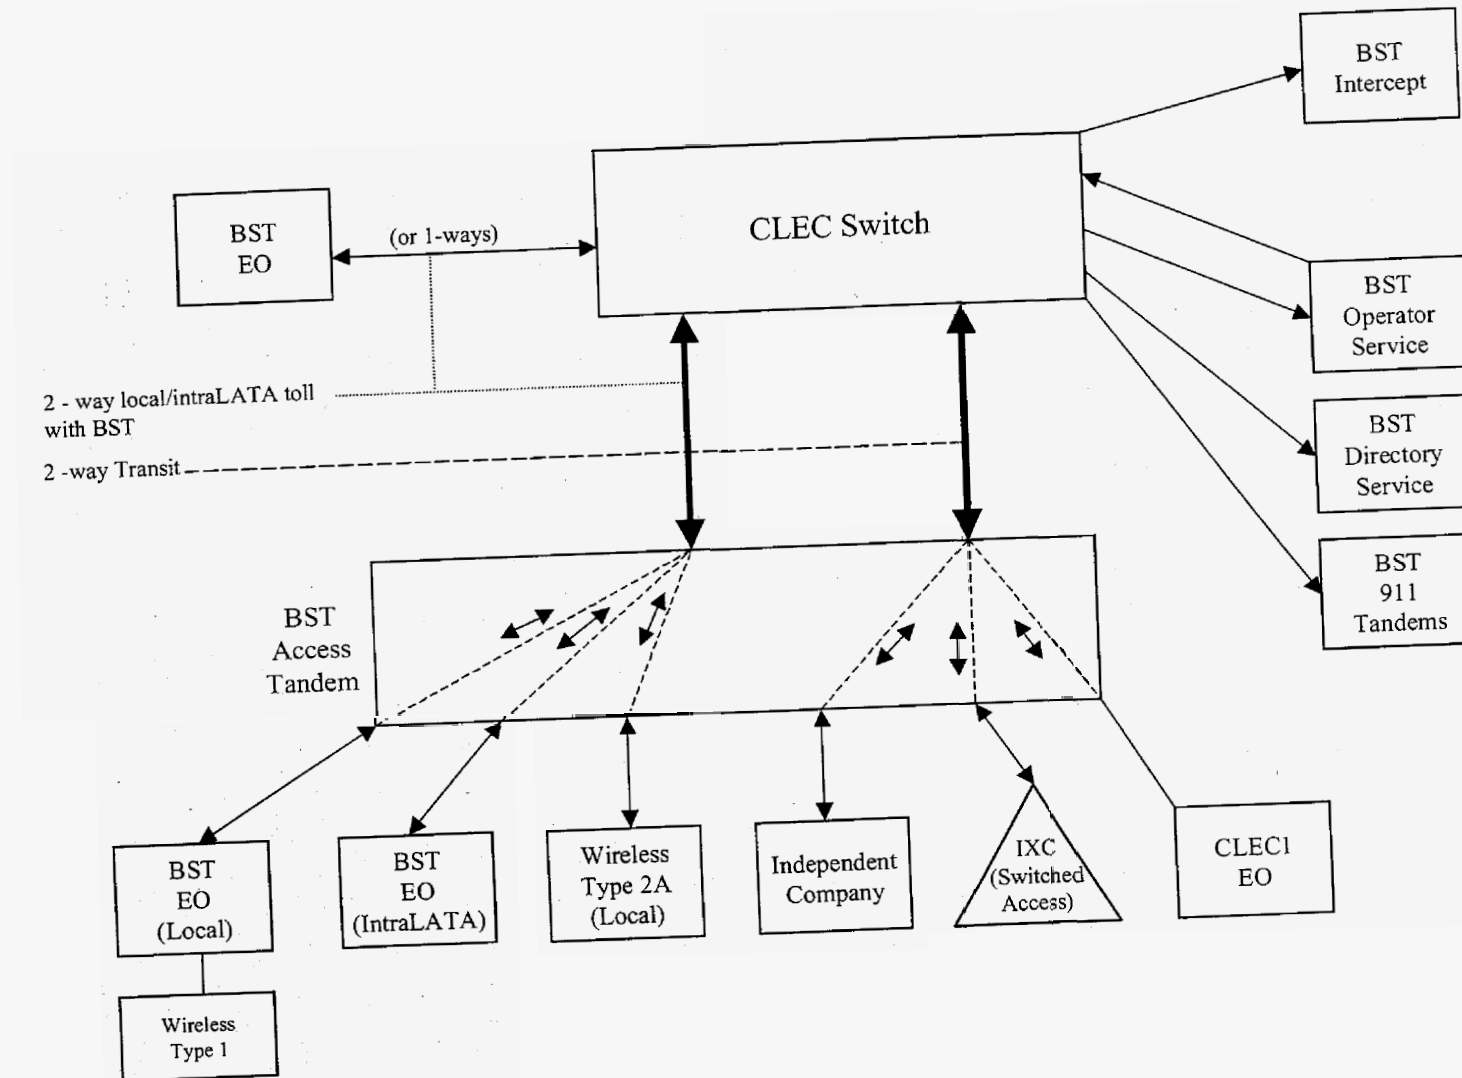 BST
Intercept
CLEC Switch
BST
EO
(or 1-ways)
BST
Operator
Service
2 - way local/intraLATA toll
with BST
2 -way Transit
BST
Directory
Service
BST
911
Tandems
BST
Access
Tandem
BST
EO
(Local)
BST
EO
(IntraLATA)
Wireless
Type 2A
(Local)
Independent
Company
IXC
(Switched
Access)
CLEC1
EO
Wireless
Type 1